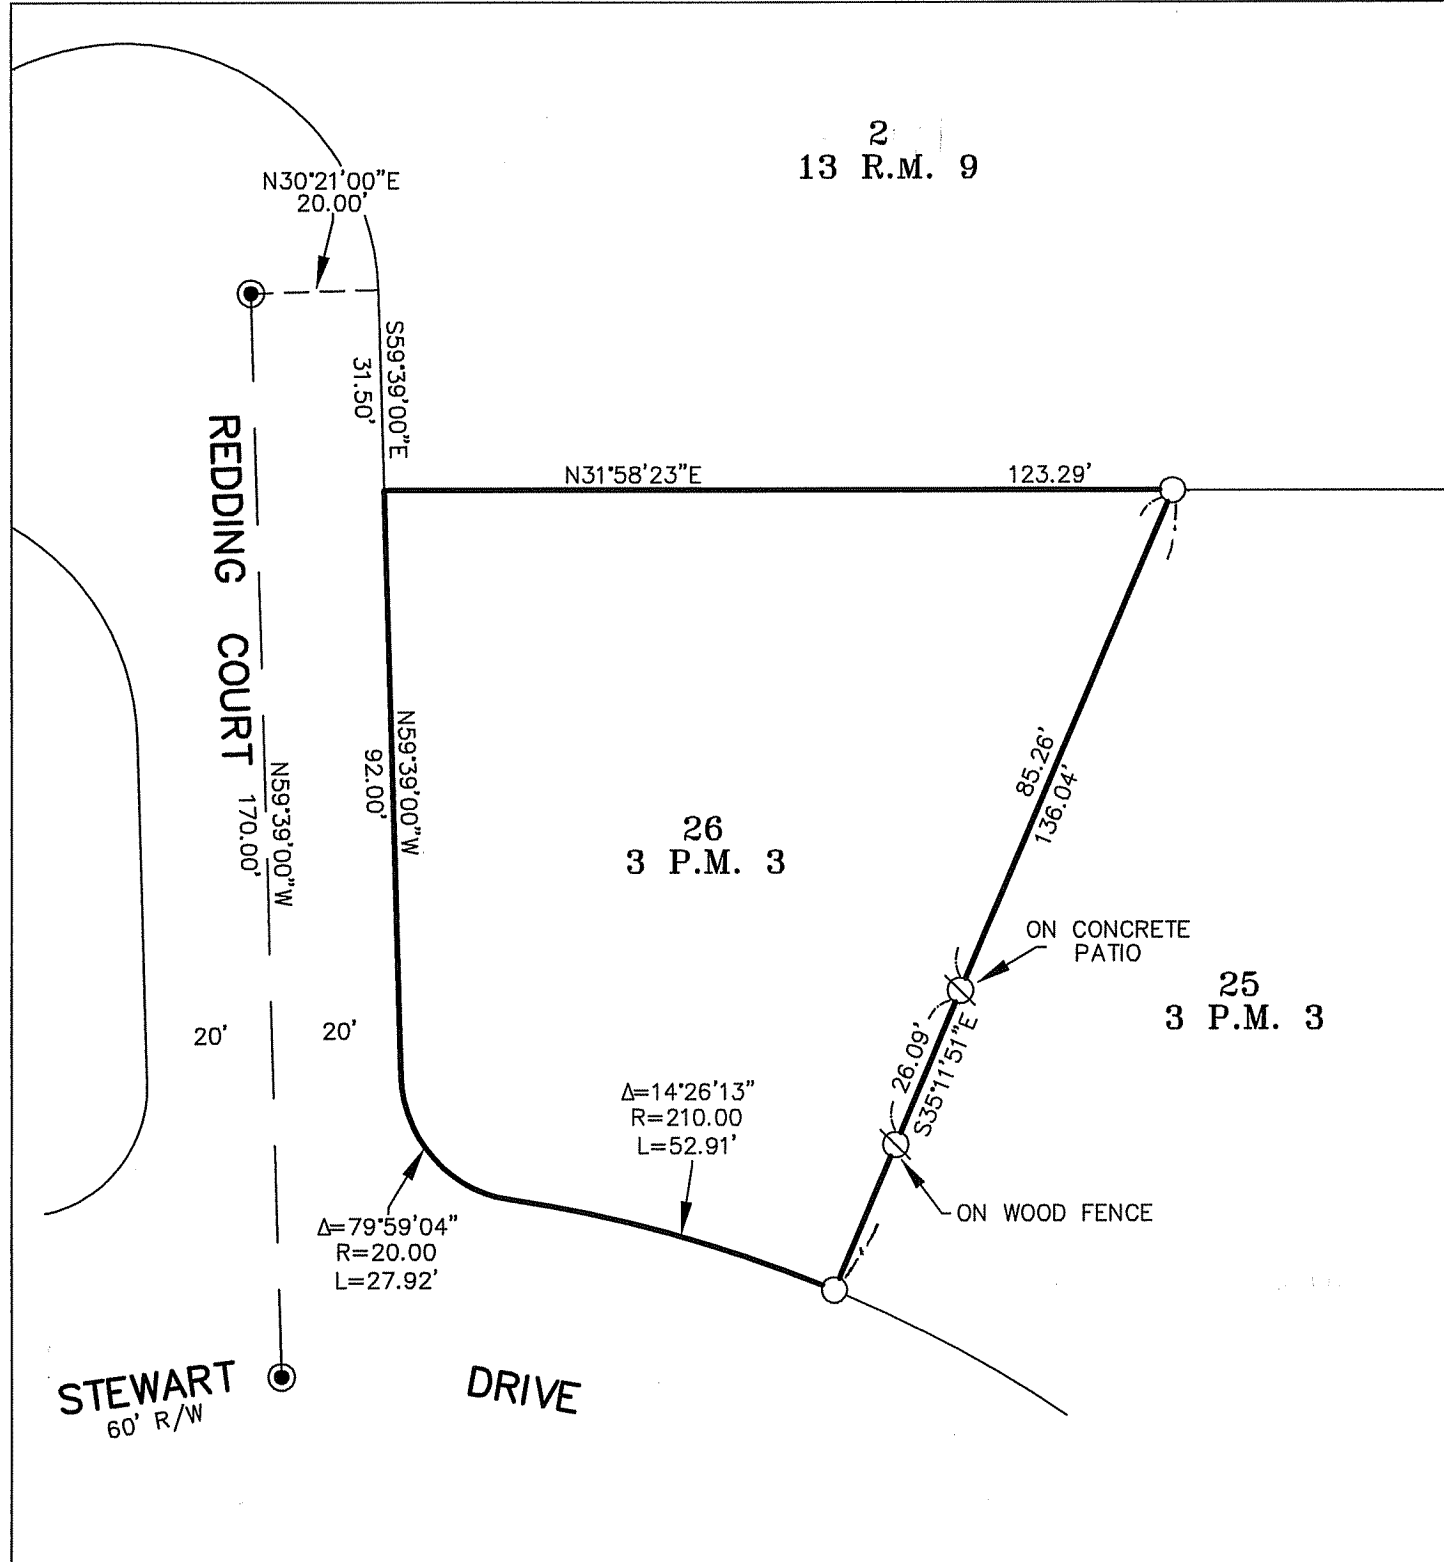 2
13 R.M. 9
N30°21'00"E
20.00'
S59°39'00"E
31.50'
N31°58'23"E
123.29'
REDDING COURT
N59°39'00"W
170.00'
N59°39'00"W
92.00'
26
3 P.M. 3
85.26'
136.04'
ON CONCRETE
PATIO
25
3 P.M. 3
20'
20'
26.09'
S35°11'51"E
Δ=14°26'13"
R=210.00
L=52.91'
ON WOOD FENCE
Δ=79°59'04"
R=20.00
L=27.92'
STEWART DRIVE
60' R/W